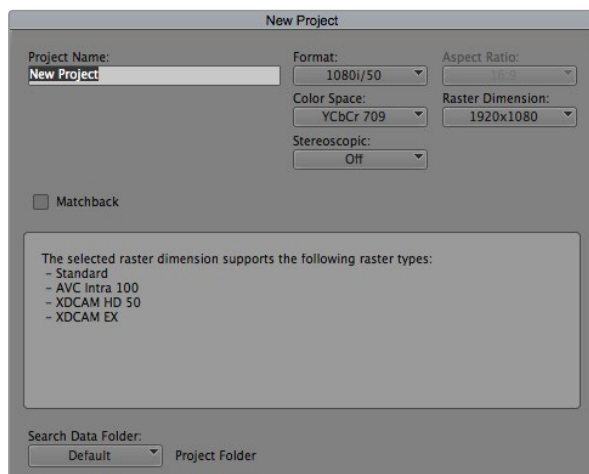 New Project
Project Name:
New Project
Format:
1080i/50
Aspect Ratio:
16:9
Color Space:
YCbCr 709
Raster Dimension:
1920x1080
Stereoscopic:
Off
Matchback
The selected raster dimension supports the following raster types:
– Standard
– AVC Intra 100
– XDCAM HD 50
– XDCAM EX
Search Data Folder:
Default
Project Folder